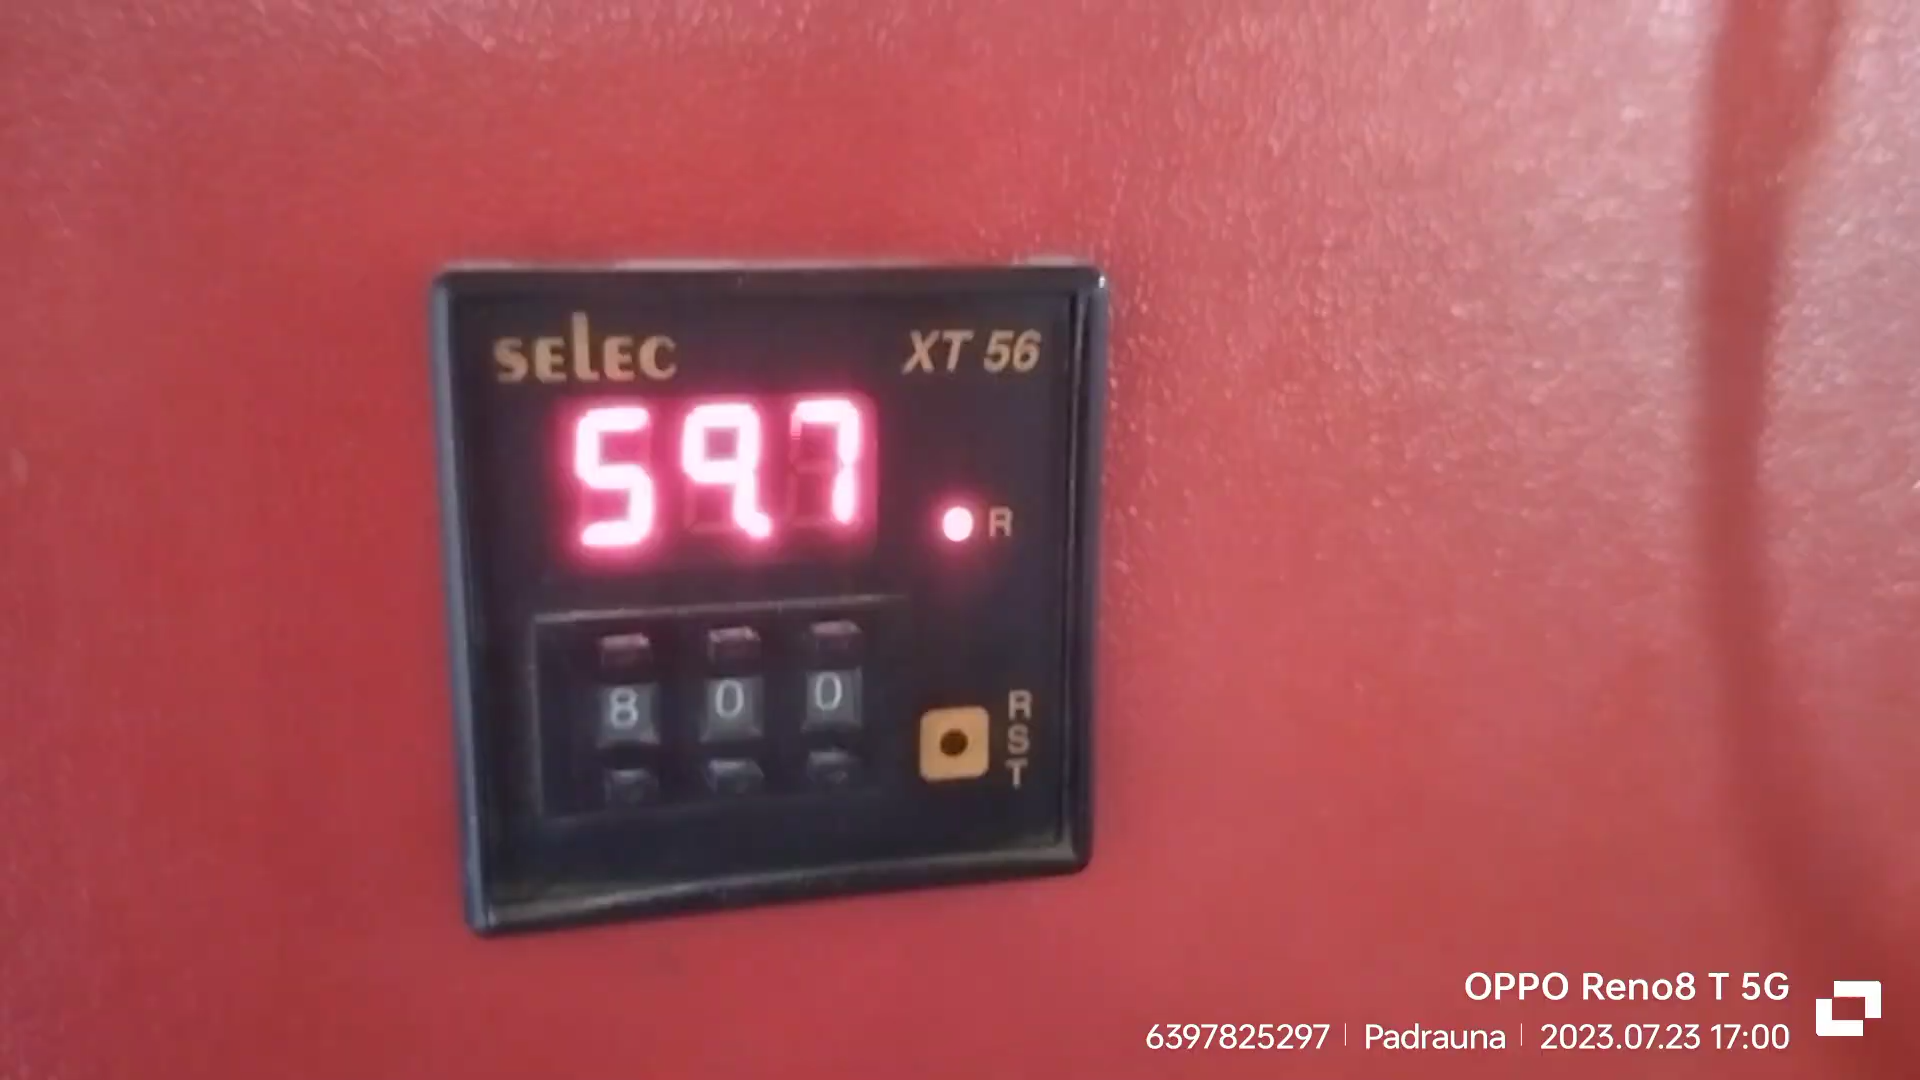 SELEC XT 56
59.7
R
8 0 0
RST
OPPO Reno8 T 5G
6397825297 | Padrauna | 2023.07.23 17:00